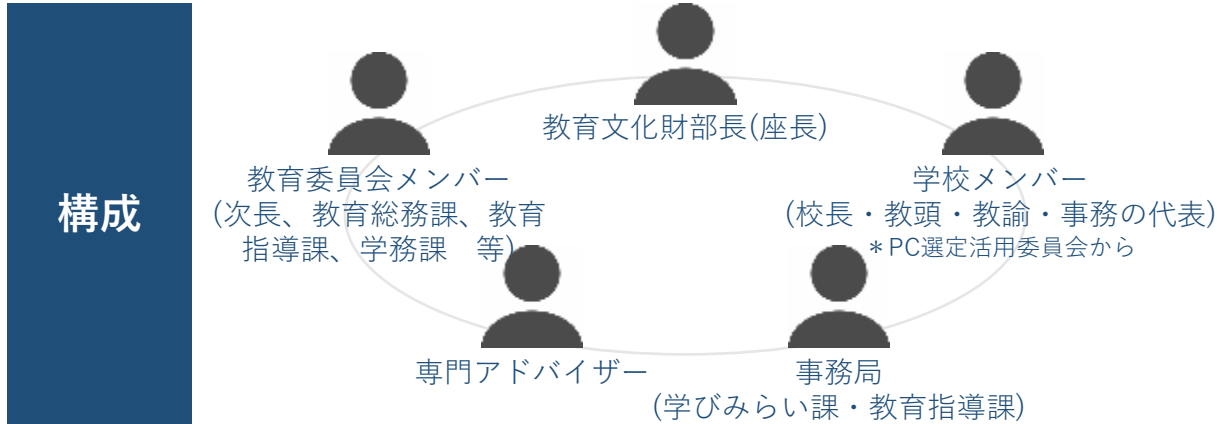 構成
教育文化財部長(座長)
教育委員会メンバー
(次長、教育総務課、教育
指導課、学務課　等)
学校メンバー
(校長・教頭・教諭・事務の代表)
＊PC選定活用委員会から
専門アドバイザー
事務局
(学びみらい課・教育指導課)